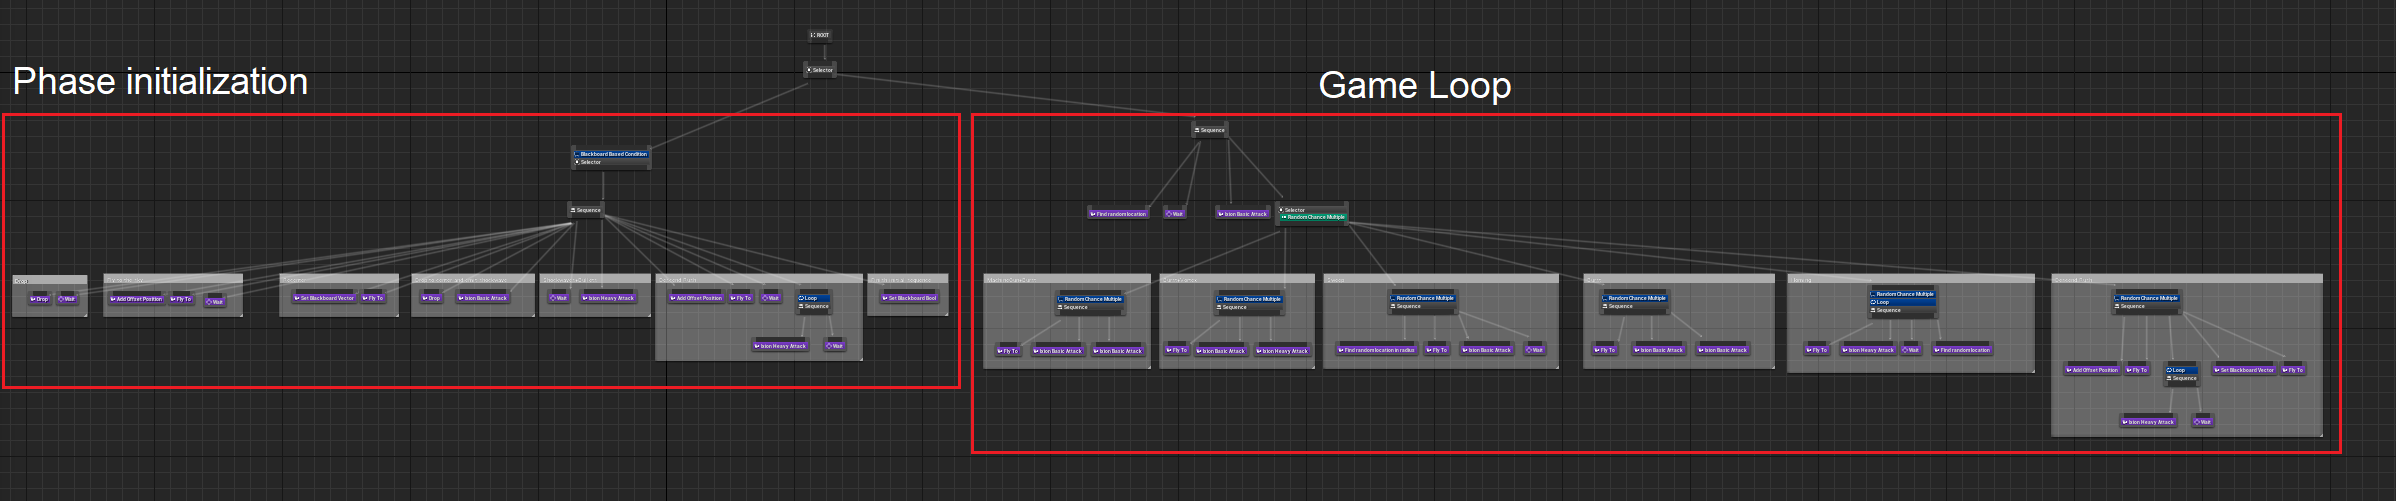 ROOT
Selector
Phase initialization
Game Loop
Sequence
Blackboard Based Condition
Selector
Sequence
Find random location
Wait
Ision Basic Attack
Selector
Random Chance Multiple
Drop
Drop
Wait
Add Offset Position
Fly To
Wait
Set Blackboard Vector
Fly To
Drop
Ision Basic Attack
Wait
Ision Heavy Attack
Add Offset Position
Fly To
Wait
Loop
Sequence
Ision Heavy Attack
Wait
Set Blackboard Bool
Random Chance Multiple
Sequence
Fly To
Ision Basic Attack
Ision Basic Attack
Random Chance Multiple
Sequence
Fly To
Ision Basic Attack
Ision Heavy Attack
Random Chance Multiple
Sequence
Find random location in radius
Fly To
Ision Basic Attack
Wait
Random Chance Multiple
Sequence
Fly To
Ision Basic Attack
Ision Basic Attack
Random Chance Multiple
Loop
Sequence
Fly To
Ision Heavy Attack
Wait
Find random location
Random Chance Multiple
Sequence
Add Offset Position
Fly To
Loop
Sequence
Set Blackboard Vector
Fly To
Ision Heavy Attack
Wait